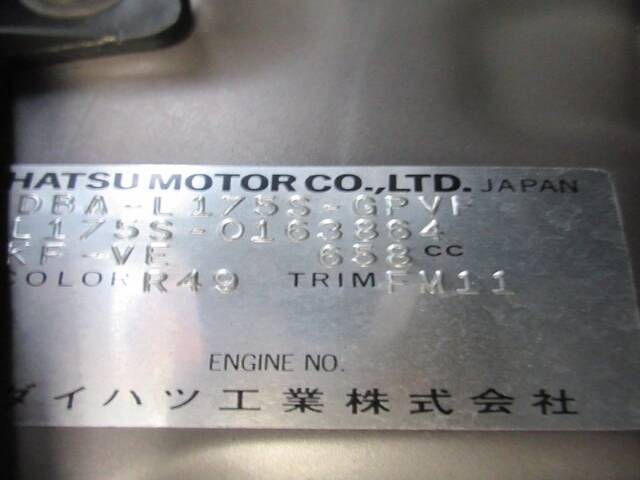 HATSU MOTOR CO.,LTD. JAPAN
DBA-L175S-GPVF
L175S-0163864
KF-VE 658 CC
COLOR R49 TRIM FM11
ENGINE NO.
ダイハツ工業株式会社